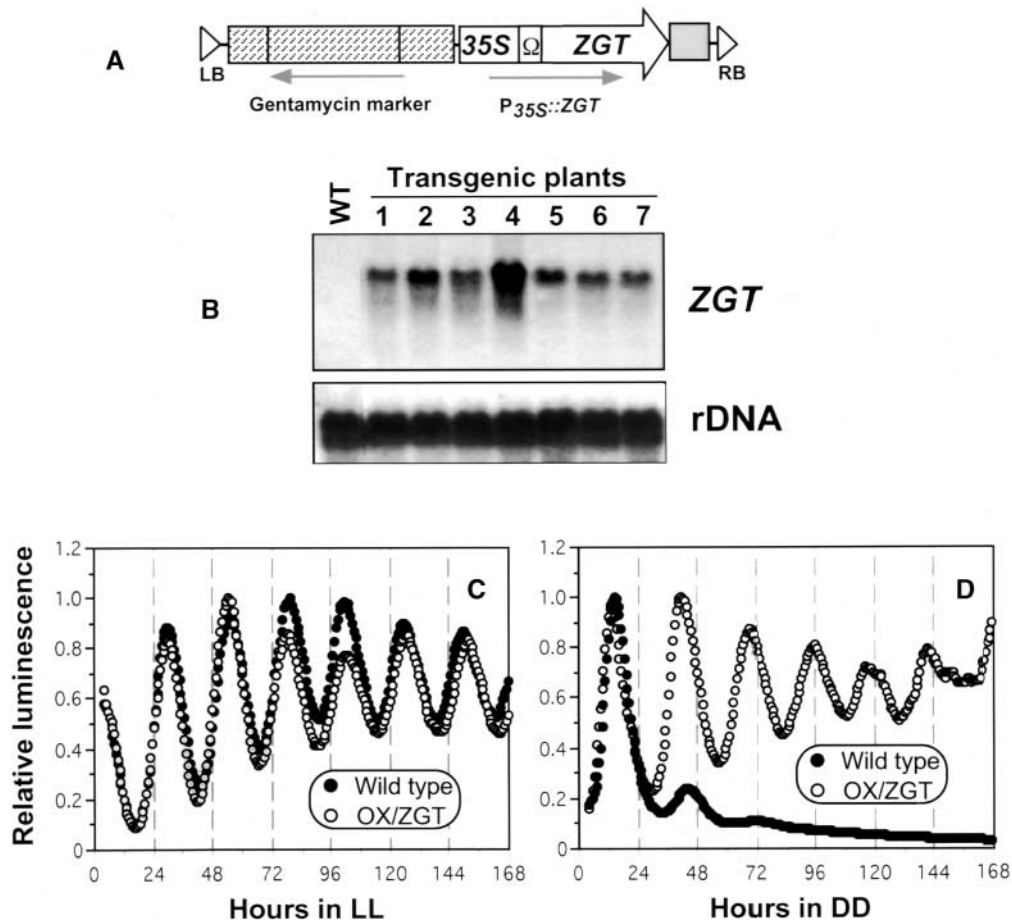 A
LB
35S
Ω
ZGT
RB
Gentamycin marker
P35S::ZGT
B
WT
Transgenic plants
1 2 3 4 5 6 7
ZGT
rDNA
C
Relative luminescence
1.2
1.0
0.8
0.6
0.4
0.2
0
0 24 48 72 96 120 144 168
Wild type
OX/ZGT
Hours in LL
D
1.2
1.0
0.8
0.6
0.4
0.2
0
0 24 48 72 96 120 144 168
Wild type
OX/ZGT
Hours in DD